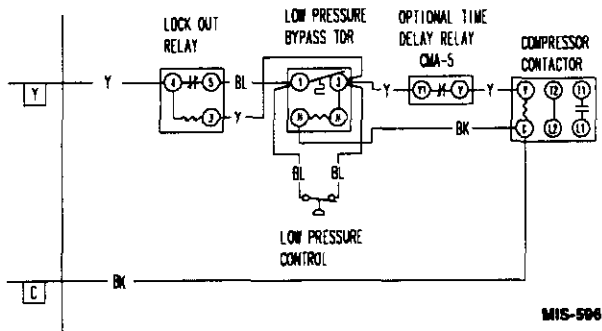 LOCK OUT
RELAY
LOW PRESSURE
BYPASS TDR
OPTIONAL TIME
DELAY RELAY
CMA-5
COMPRESSOR
CONTACTOR
Y
Y
4
5
BL
1
3
Y
Y1
Y
Y
Y
T2
T1
2
Y
H
H
BK
C
L2
L1
BL
BL
LOW PRESSURE
CONTROL
BK
C
MIS-506